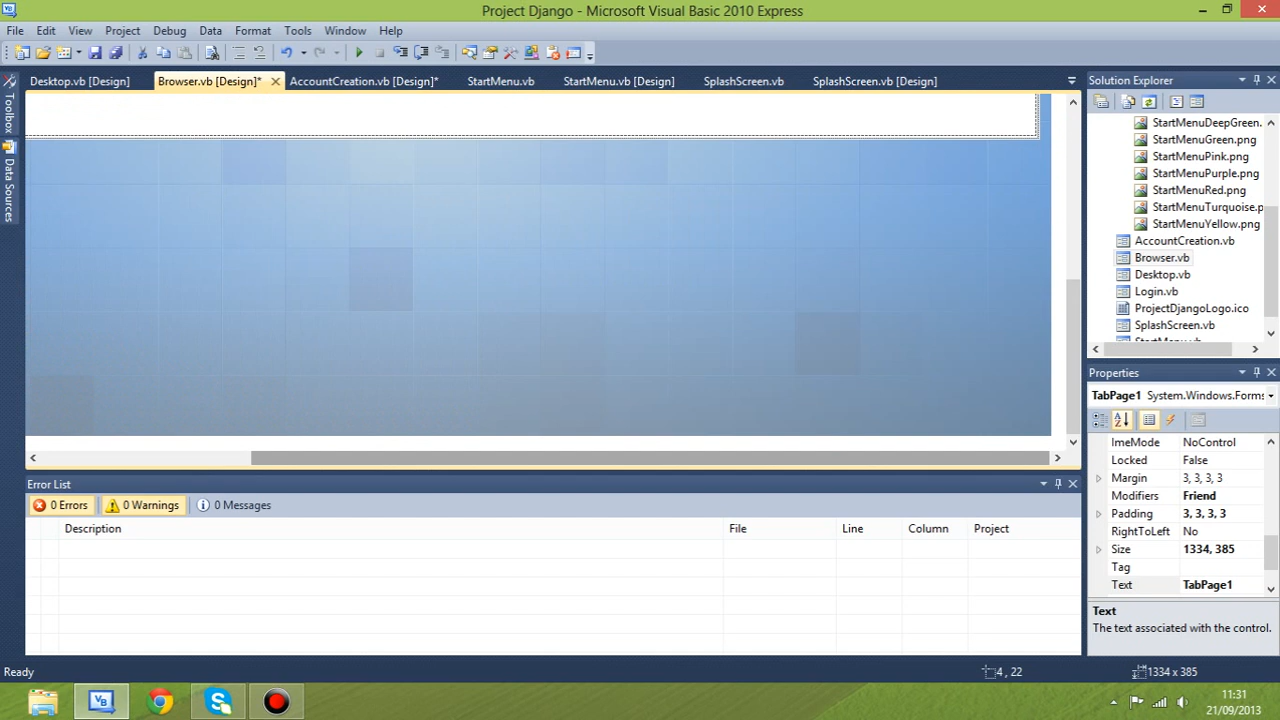 Project Django - Microsoft Visual Basic 2010 Express
File Edit View Project Debug Data Format Tools Window Help
Desktop.vb [Design] Browser.vb [Design]* AccountCreation.vb [Design]* StartMenu.vb StartMenu.vb [Design] SplashScreen.vb SplashScreen.vb [Design]
Toolbox
Data Sources
Solution Explorer
StartMenuDeepGreen.
StartMenuGreen.png
StartMenuPink.png
StartMenuPurple.png
StartMenuRed.png
StartMenuTurquoise.p
StartMenuYellow.png
AccountCreation.vb
Browser.vb
Desktop.vb
Login.vb
ProjectDjangoLogo.ico
SplashScreen.vb
Properties
TabPage1 System.Windows.Forms
ImeMode NoControl
Locked False
Margin 3, 3, 3, 3
Modifiers Friend
Padding 3, 3, 3, 3
RightToLeft No
Size 1334, 385
Tag
Text TabPage1
Text
The text associated with the control.
Error List
0 Errors 0 Warnings 0 Messages
Description File Line Column Project
Ready 4 , 22 1334 x 385
VB
11:31
21/09/2013